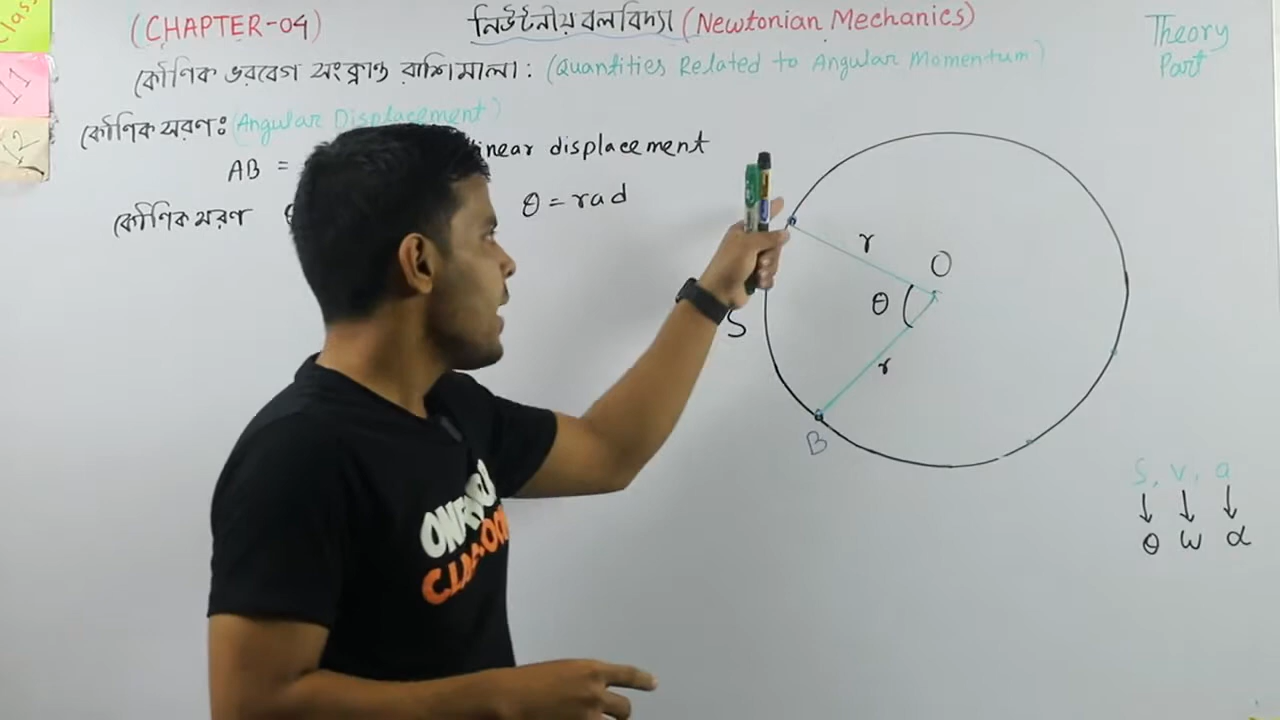 Class
11
12
(CHAPTER-04) নিউটনীয় বলবিদ্যা (Newtonian Mechanics)
Theory
Part
কৌণিক ভরবেগ সংক্রান্ত রাশিমালা : (Quantities Related to Angular Momentum)
কৌণিক সরণঃ (Angular Displacement)
AB = linear displacement
কৌণিক সরণ θ θ = rad
r
O
θ
S
r
B
S, v, a
↓ ↓ ↓
θ ω α